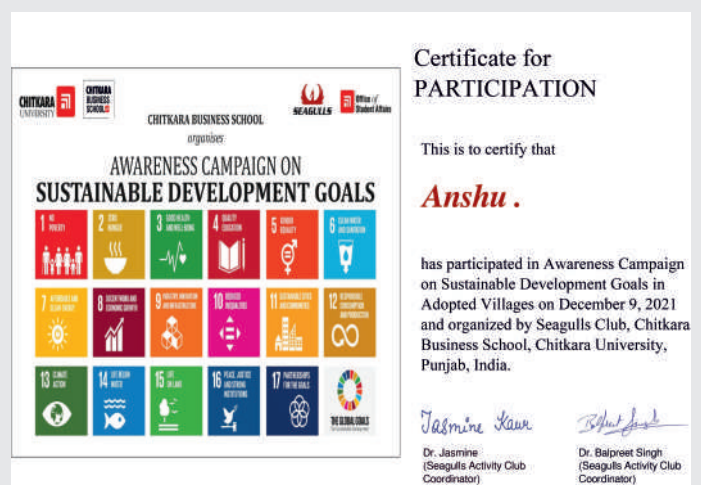 CHITKARA
UNIVERSITY
CHITKARA
BUSINESS
SCHOOL
SEAGULLS
Office of
Student Affairs
CHITKARA BUSINESS SCHOOL
organises
AWARENESS CAMPAIGN ON
SUSTAINABLE DEVELOPMENT GOALS
1 NO
POVERTY
2 ZERO
HUNGER
3 GOOD HEALTH
AND WELL-BEING
4 QUALITY
EDUCATION
5 GENDER
EQUALITY
6 CLEAN WATER
AND SANITATION
7 AFFORDABLE AND
CLEAN ENERGY
8 DECENT WORK AND
ECONOMIC GROWTH
9 INDUSTRY, INNOVATION
AND INFRASTRUCTURE
10 REDUCED
INEQUALITIES
11 SUSTAINABLE CITIES
AND COMMUNITIES
12 RESPONSIBLE
CONSUMPTION
AND PRODUCTION
13 CLIMATE
ACTION
14 LIFE BELOW
WATER
15 LIFE
ON LAND
16 PEACE, JUSTICE
AND STRONG
INSTITUTIONS
17 PARTNERSHIPS
FOR THE GOALS
THE GLOBAL GOALS
Certificate for
PARTICIPATION
This is to certify that
Anshu .
has participated in Awareness Campaign
on Sustainable Development Goals in
Adopted Villages on December 9, 2021
and organized by Seagulls Club, Chitkara
Business School, Chitkara University,
Punjab, India.
Jasmine Kaur
Dr. Jasmine
(Seagulls Activity Club
Coordinator)
Dr. Balpreet Singh
(Seagulls Activity Club
Coordinator)